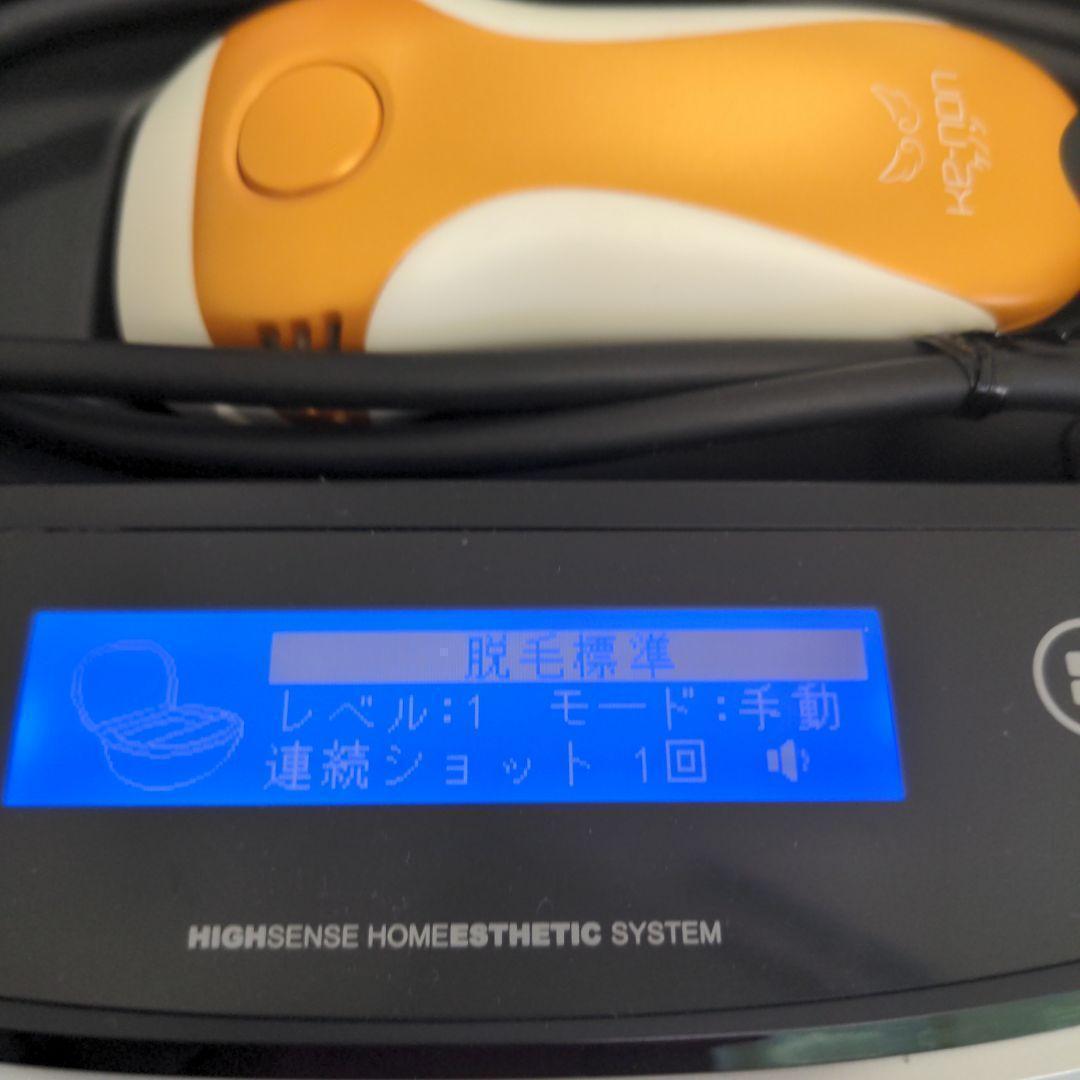 ke-non
脱毛標準
レベル:1 モード:手動
連続ショット 1回
HIGHSENSE HOMEESTHETIC SYSTEM